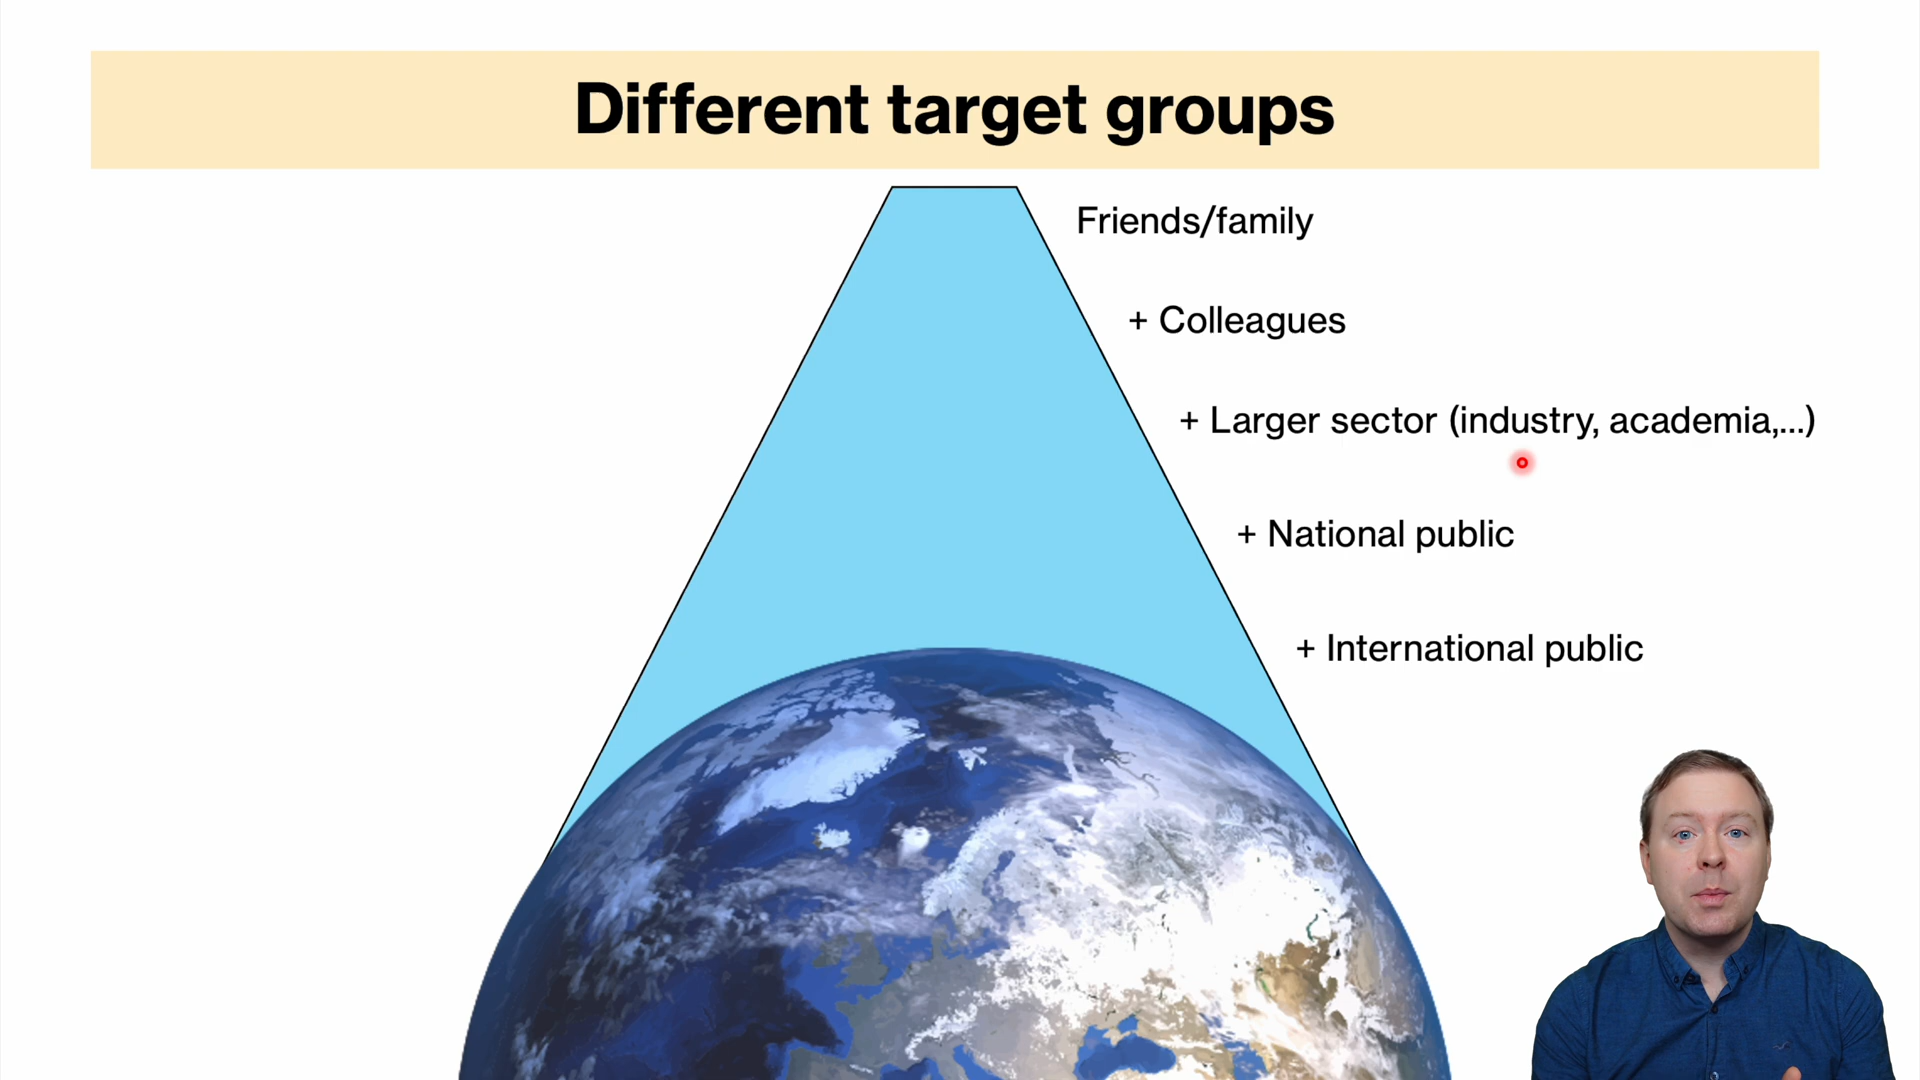 Different target groups
Friends/family
+ Colleagues
+ Larger sector (industry, academia,...)
+ National public
+ International public